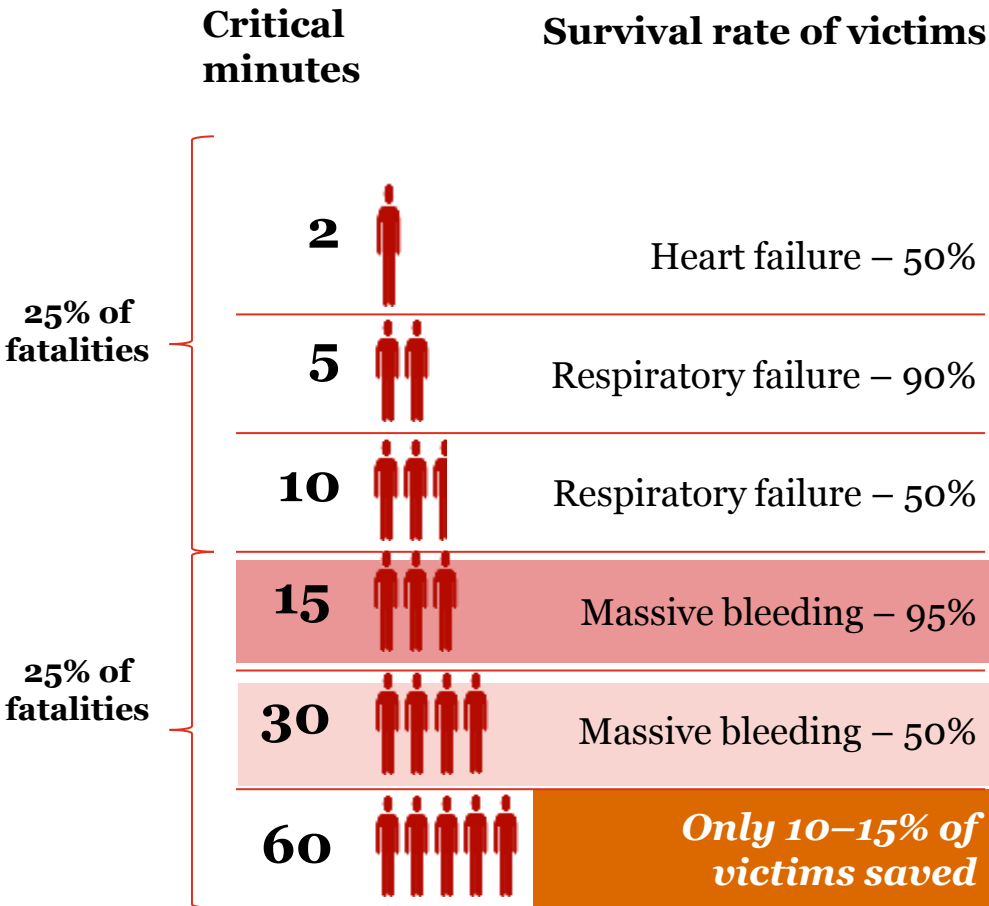 Critical
minutes
Survival rate of victims
25% of
fatalities
2
Heart failure – 50%
5
Respiratory failure – 90%
10
Respiratory failure – 50%
25% of
fatalities
15
Massive bleeding – 95%
30
Massive bleeding – 50%
60
Only 10–15% of
victims saved